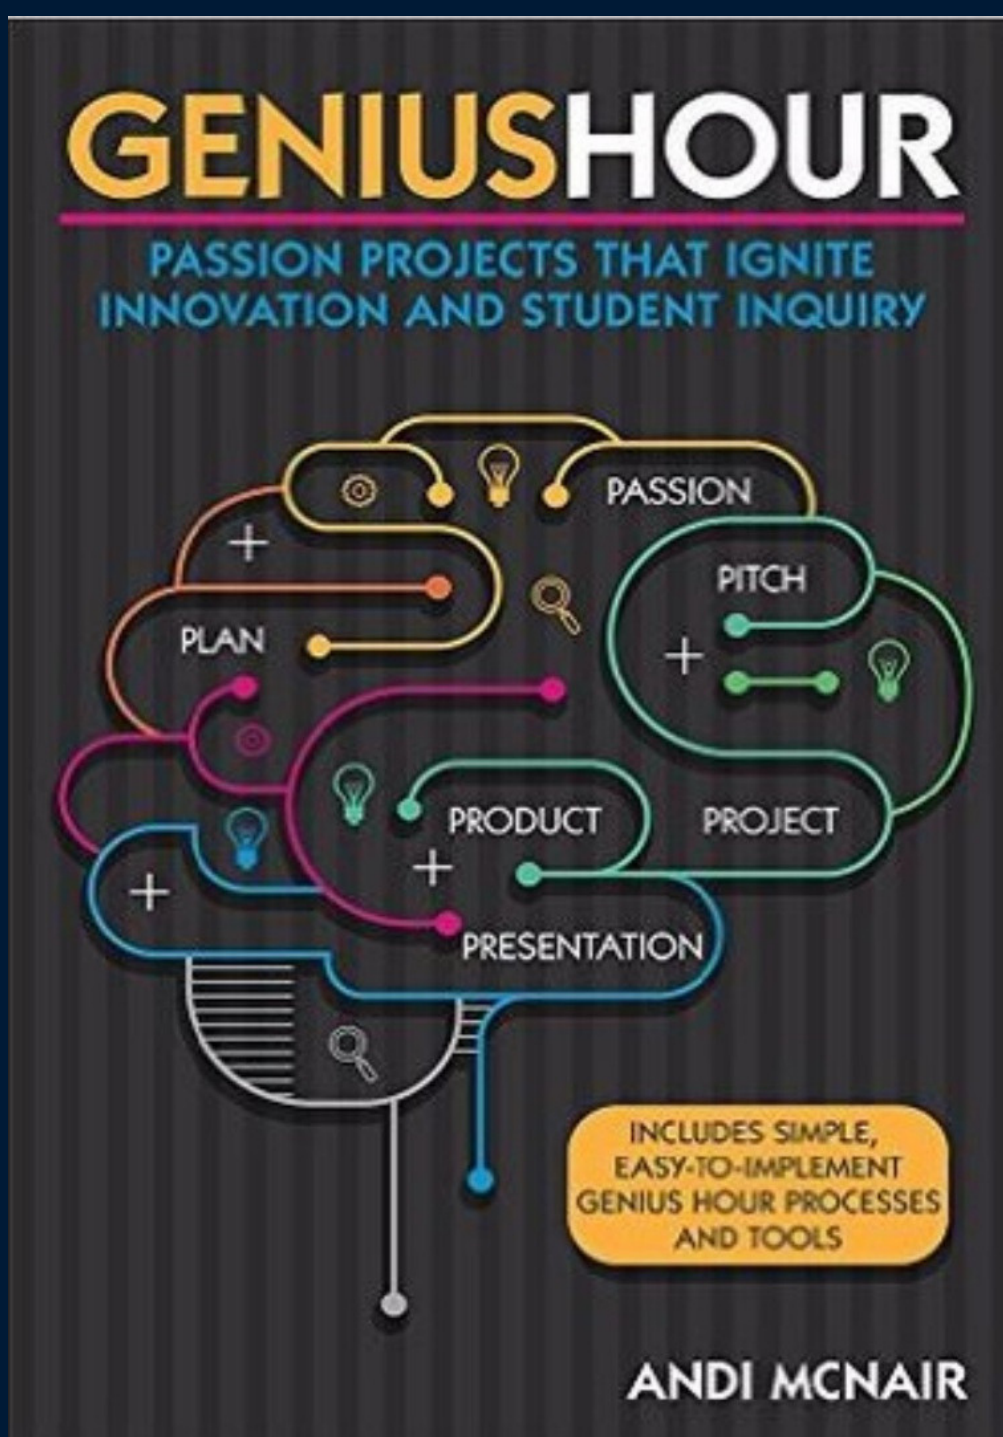 GENIUSHOUR
PASSION PROJECTS THAT IGNITE
INNOVATION AND STUDENT INQUIRY
PASSION
PITCH
PLAN
PRODUCT
PROJECT
PRESENTATION
INCLUDES SIMPLE,
EASY-TO-IMPLEMENT
GENIUS HOUR PROCESSES
AND TOOLS
ANDI MCNAIR